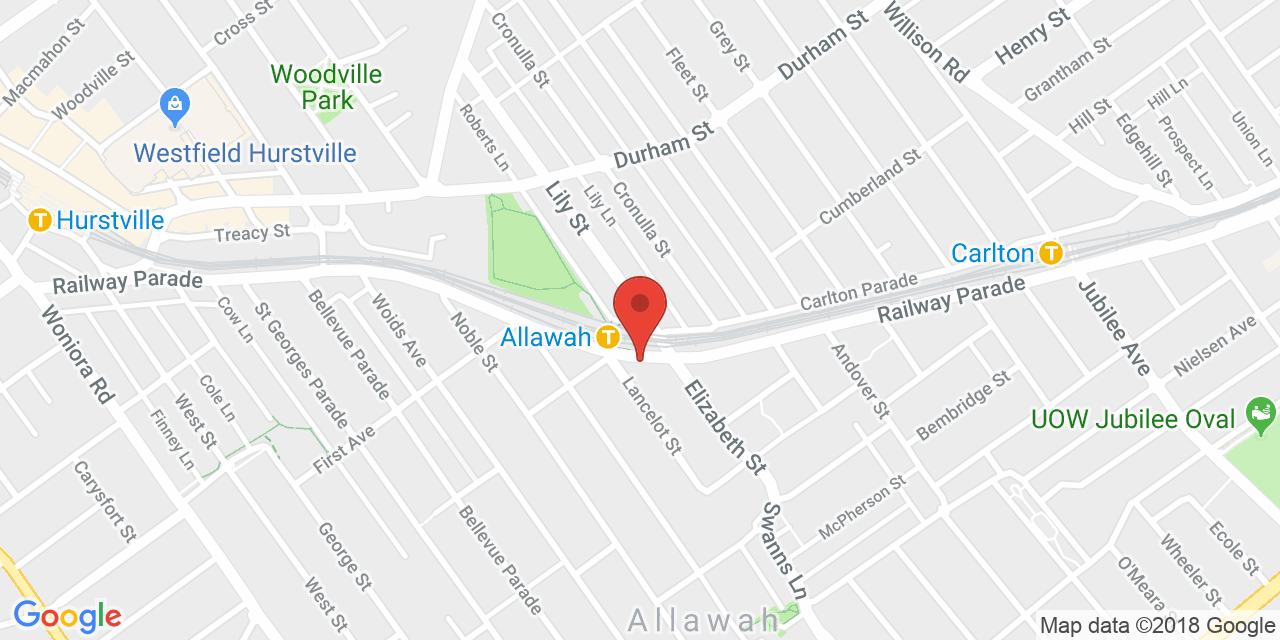 Macmahon St
Cross St
Woodville St
Woodville
Park
Cronulla St
Grey St
Fleet St
Durham St
Willison Rd
Henry St
Grantham St
Hill St
Hill Ln
Edgehill St
Prospect Ln
Union Ln
Westfield Hurstville
Roberts Ln
Durham St
Lily St
Lily Ln
Cronulla St
Cumberland St
T Hurstville
Treacy St
Carlton T
Railway Parade
Carlton Parade
Railway Parade
Cow Ln
St Georges Parade
Bellevue Parade
Woids Ave
Noble St
Allawah T
Woniora Rd
Jubilee Ave
Nielsen Ave
Andover St
Bembridge St
Cole Ln
West St
Finney Ln
First Ave
Lancelot St
Elizabeth St
UOW Jubilee Oval
Carysfort St
George St
West St
Bellevue Parade
McPherson St
Swanns Ln
Ecole St
Wheeler St
O'Meara
Google
Allawah
Map data ©2018 Google